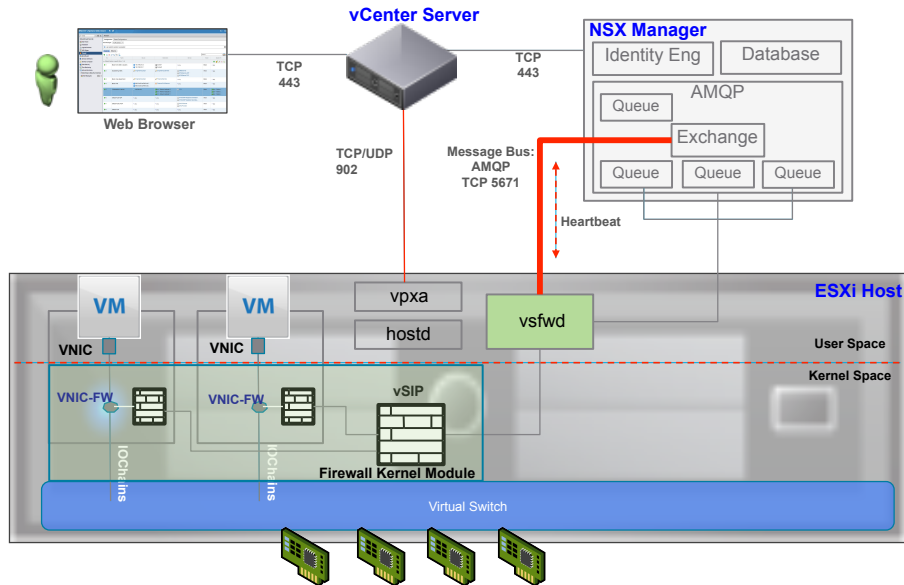 vCenter Server
NSX Manager
Identity Eng
Database
AMQP
Queue
Exchange
Queue
Queue
Queue
TCP
443
TCP
443
Web Browser
TCP/UDP
902
Message Bus:
AMQP
TCP 5671
Heartbeat
ESXi Host
VM
VM
vpxa
hostd
vsfwd
VNIC
VNIC
User Space
Kernel Space
vSIP
VNIC-FW
VNIC-FW
IOChains
IOChains
Firewall Kernel Module
Virtual Switch